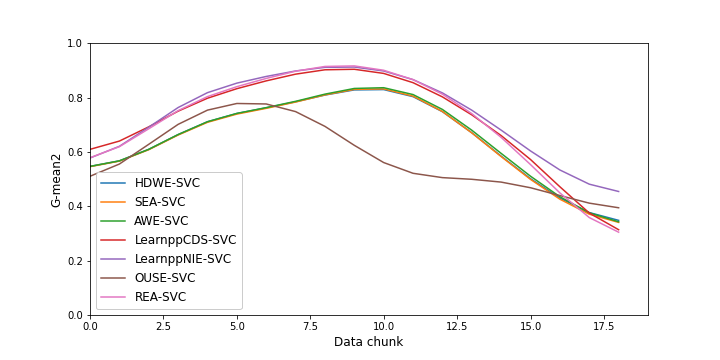 1.0
0.8
0.6
0.4
0.2
0.0
G-mean2
HDWE-SVC
SEA-SVC
AWE-SVC
LearnppCDS-SVC
LearnppNIE-SVC
OUSE-SVC
REA-SVC
0.0 2.5 5.0 7.5 10.0 12.5 15.0 17.5
Data chunk